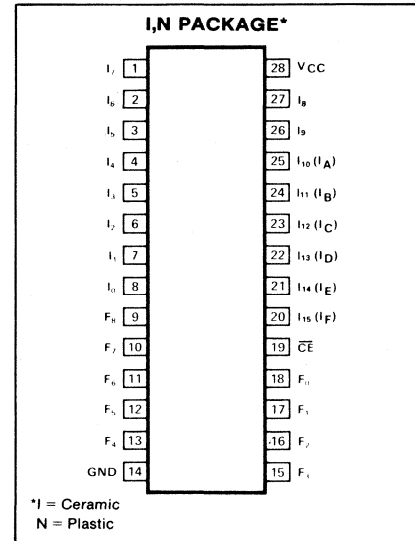 I,N PACKAGE*
I7 1 28 VCC
I6 2 27 I8
I5 3 26 I9
I4 4 25 I10 (IA)
I3 5 24 I11 (IB)
I2 6 23 I12 (IC)
I1 7 22 I13 (ID)
I0 8 21 I14 (IE)
F8 9 20 I15 (IF)
F7 10 19 C̅E̅
F6 11 18 F0
F5 12 17 F1
F4 13 16 F2
GND 14 15 F3
*I = Ceramic
N = Plastic